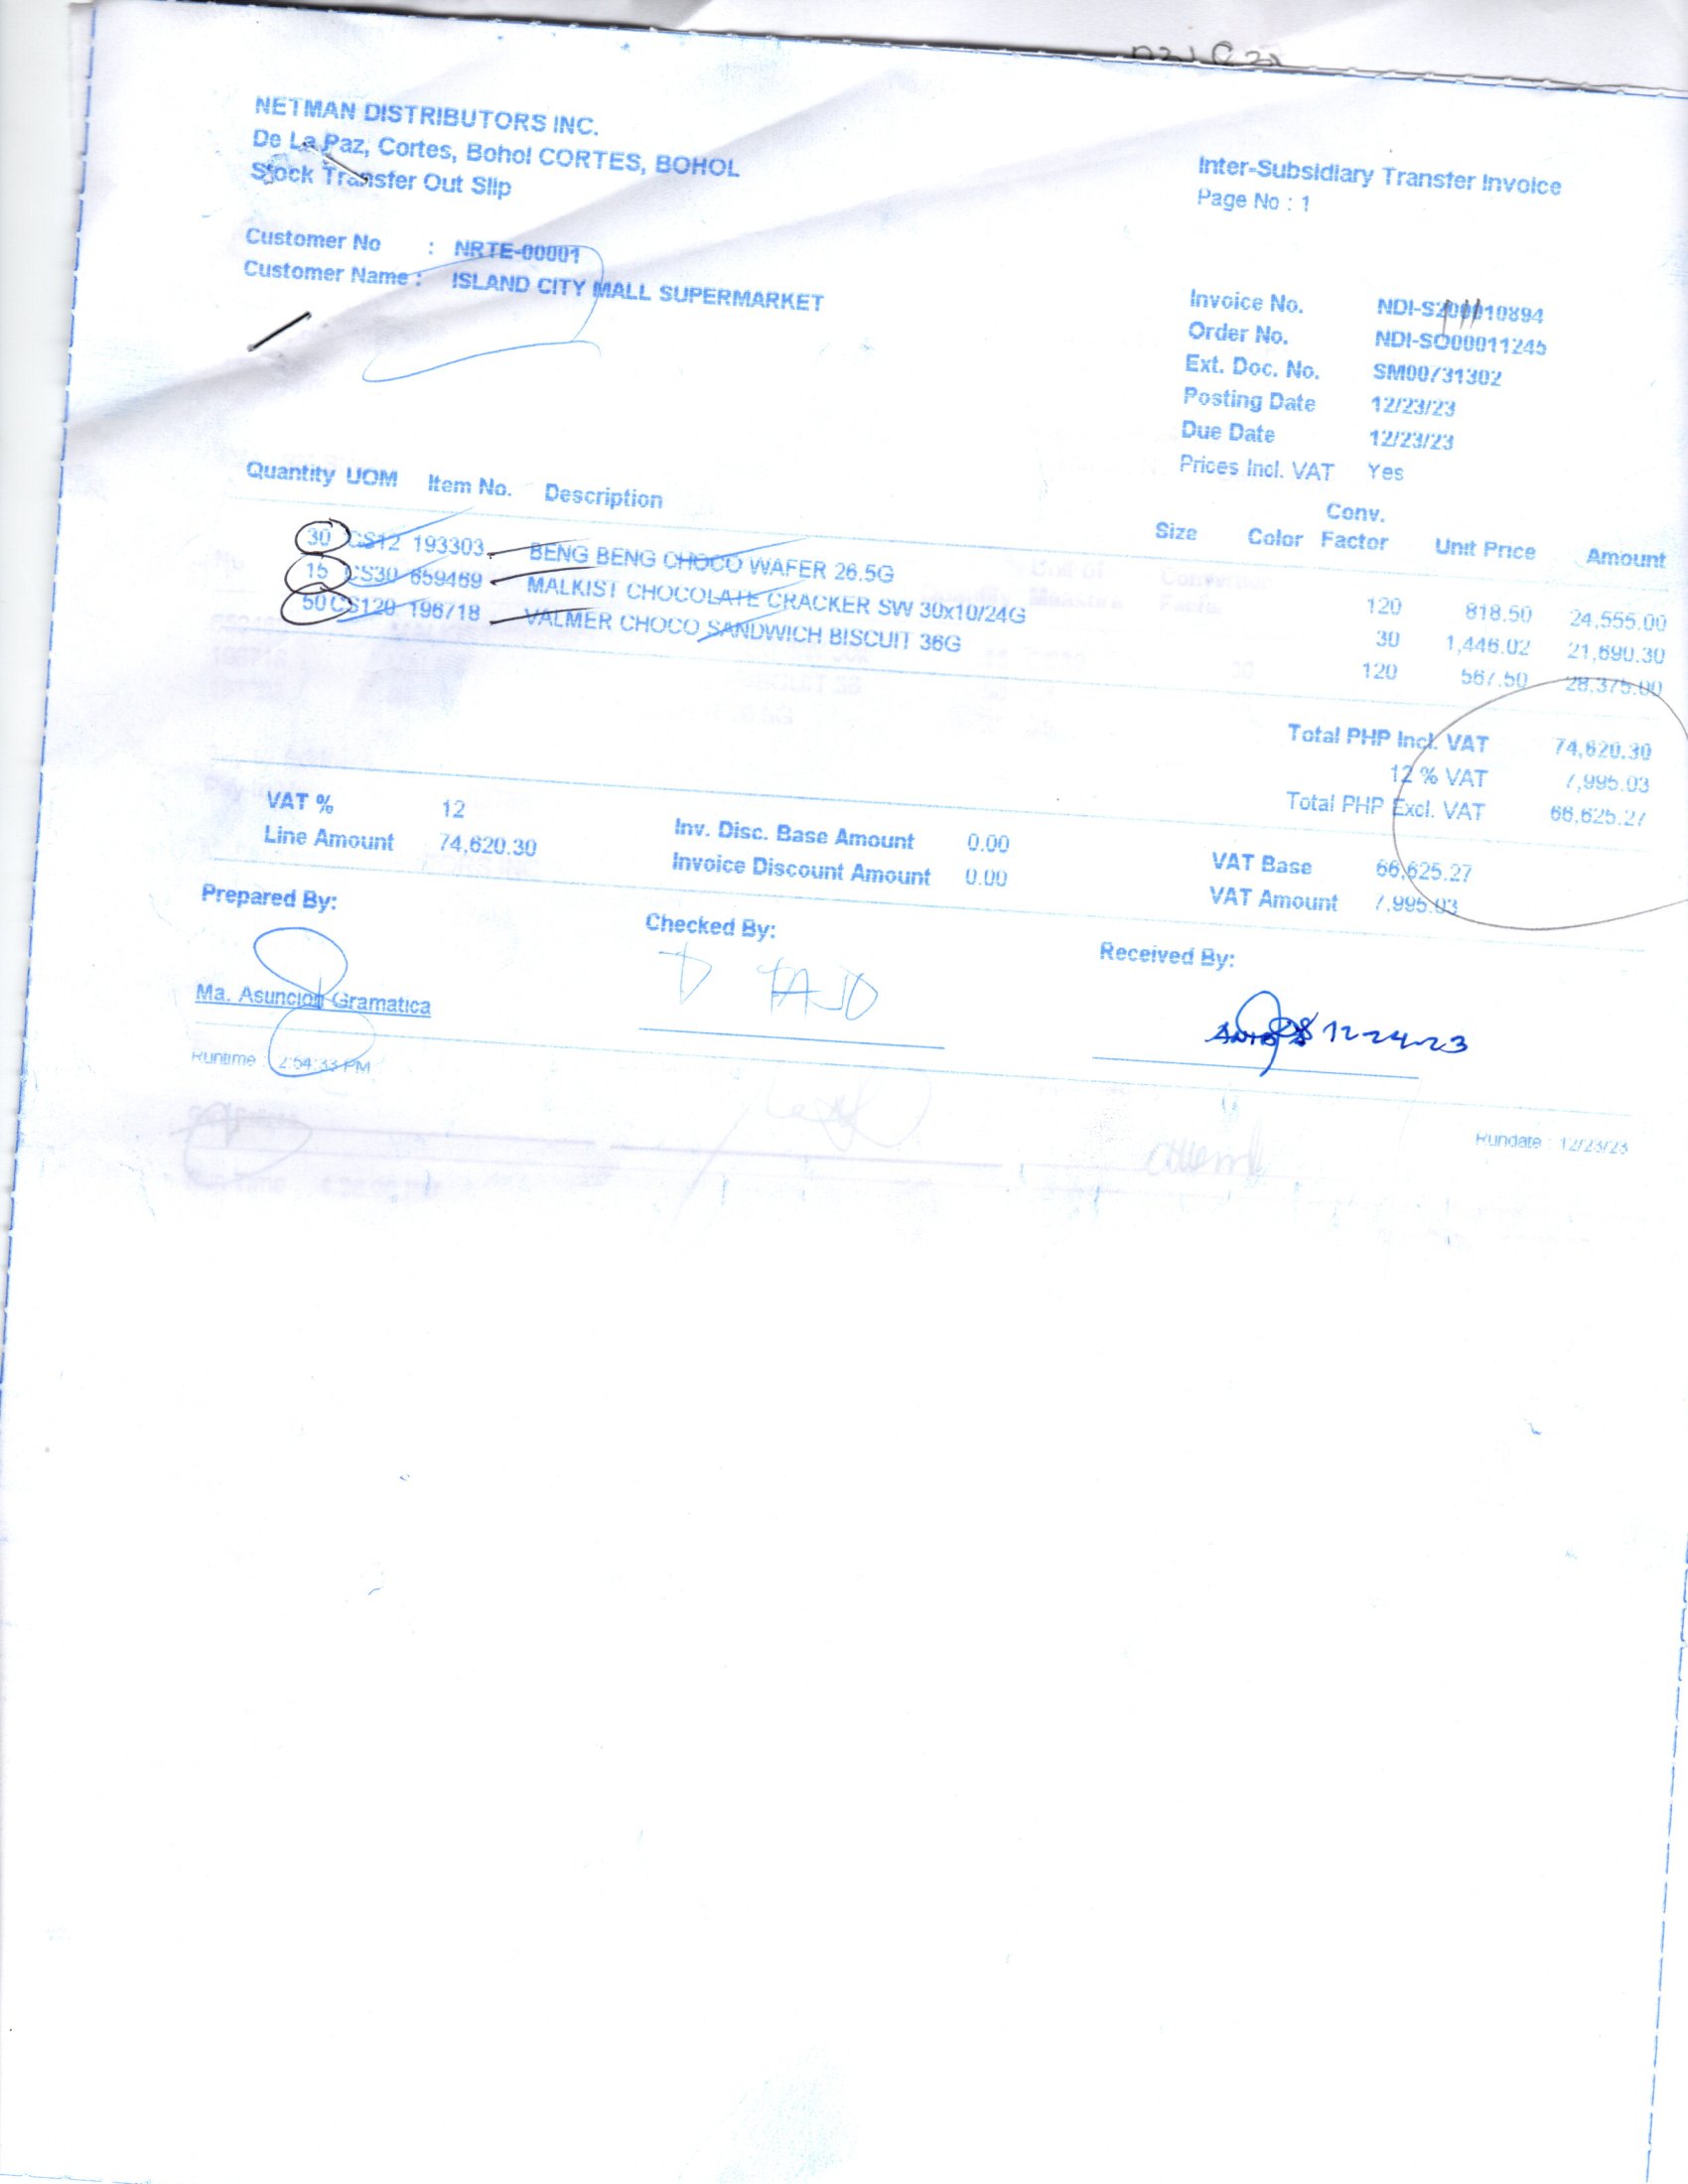 NETMAN DISTRIBUTORS INC.
De La Paz, Cortes, Bohol CORTES, BOHOL
Stock Transfer Out Slip
Inter-Subsidiary Transfer Invoice
Page No : 1
Customer No : NRTE-00001
Customer Name : ISLAND CITY MALL SUPERMARKET
Invoice No. 
Order No. NDI-SO00011245
Ext. Doc. No. SM00731302
Posting Date 12/23/23
Due Date 12/23/23
Prices Incl. VAT Yes
Quantity UOM Item No. Description Size Color Conv. Factor Unit Price Amount
30 CS12 193303 BENG BENG CHOCO WAFER 26.5G 120 818.50 24,555.00
15 CS30 659469 MALKIST CHOCOLATE CRACKER SW 30x10/24G 30 1,446.02 21,690.30
50 CS120 196718 VALMER CHOCO SANDWICH BISCUIT 36G 120 567.50 28,375.00
Total PHP Incl. VAT 74,620.30
12 % VAT 7,995.03
Total PHP Excl. VAT 66,625.27
VAT % 12
Line Amount 74,620.30
Inv. Disc. Base Amount 0.00
Invoice Discount Amount 0.00
VAT Base 66,625.27
VAT Amount 7,995.03
Prepared By:
Checked By:
Received By:
Ma. Asuncion Gramatica
12-24-23
Runtime : 2:54:33 PM
Rundate : 12/23/23